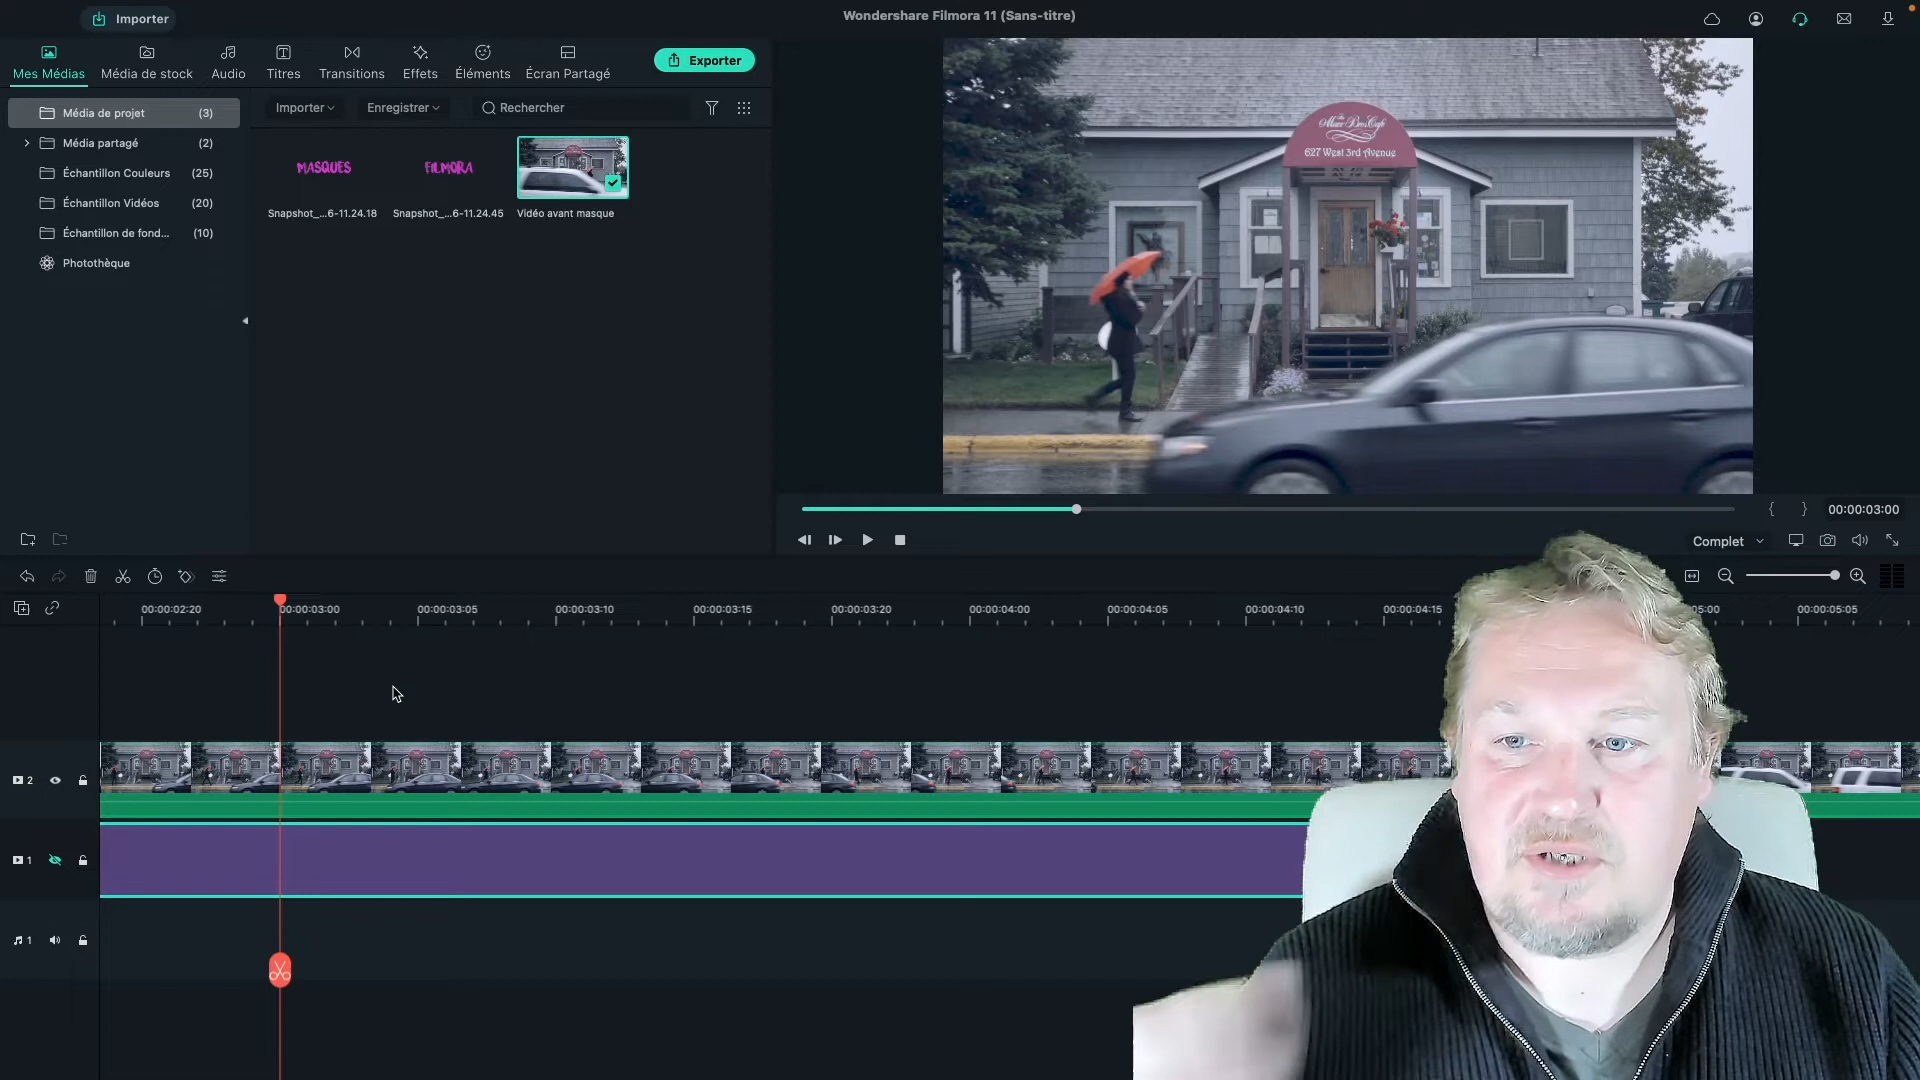 Importer
Wondershare Filmora 11 (Sans-titre)
Mes Médias
Média de stock
Audio
Titres
Transitions
Effets
Éléments
Écran Partagé
Exporter
Média de projet (3)
Média partagé (2)
Échantillon Couleurs (25)
Échantillon Vidéos (20)
Échantillon de fond... (10)
Photothèque
Importer
Enregistrer
Rechercher
MASQUES
FILMORA
Snapshot_...6-11.24.18
Snapshot_...6-11.24.45
Vidéo avant masque
627 West 3rd Avenue
{ }
00:00:03:00
Complet
00:00:02:20
00:00:03:00
00:00:03:05
00:00:03:10
00:00:03:15
00:00:03:20
00:00:04:00
00:00:04:05
00:00:04:10
00:00:04:15
05:00
00:00:05:05
2
1
1